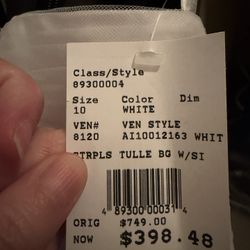 Class/Style
89300004
Size Color Dim
10 WHITE
VEN# VEN STYLE
8120 AI10012163 WHIT
STRPLS TULLE BG W/SI
4 89300 00031 4
ORIG $749.00
NOW $398.48